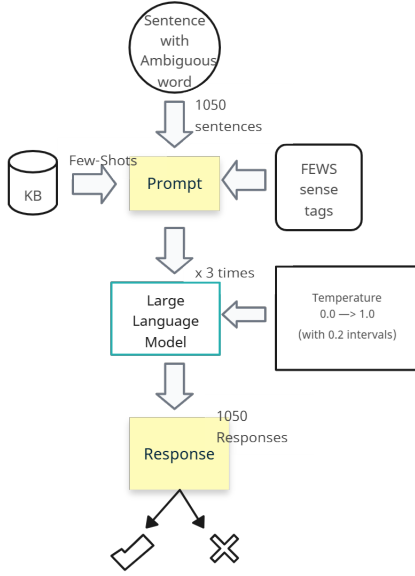 Sentence
with
Ambiguous
word
1050
sentences
Few-Shots
KB
Prompt
FEWS
sense
tags
x 3 times
Large
Language
Model
Temperature
0.0 —> 1.0
(with 0.2 intervals)
1050
Responses
Response